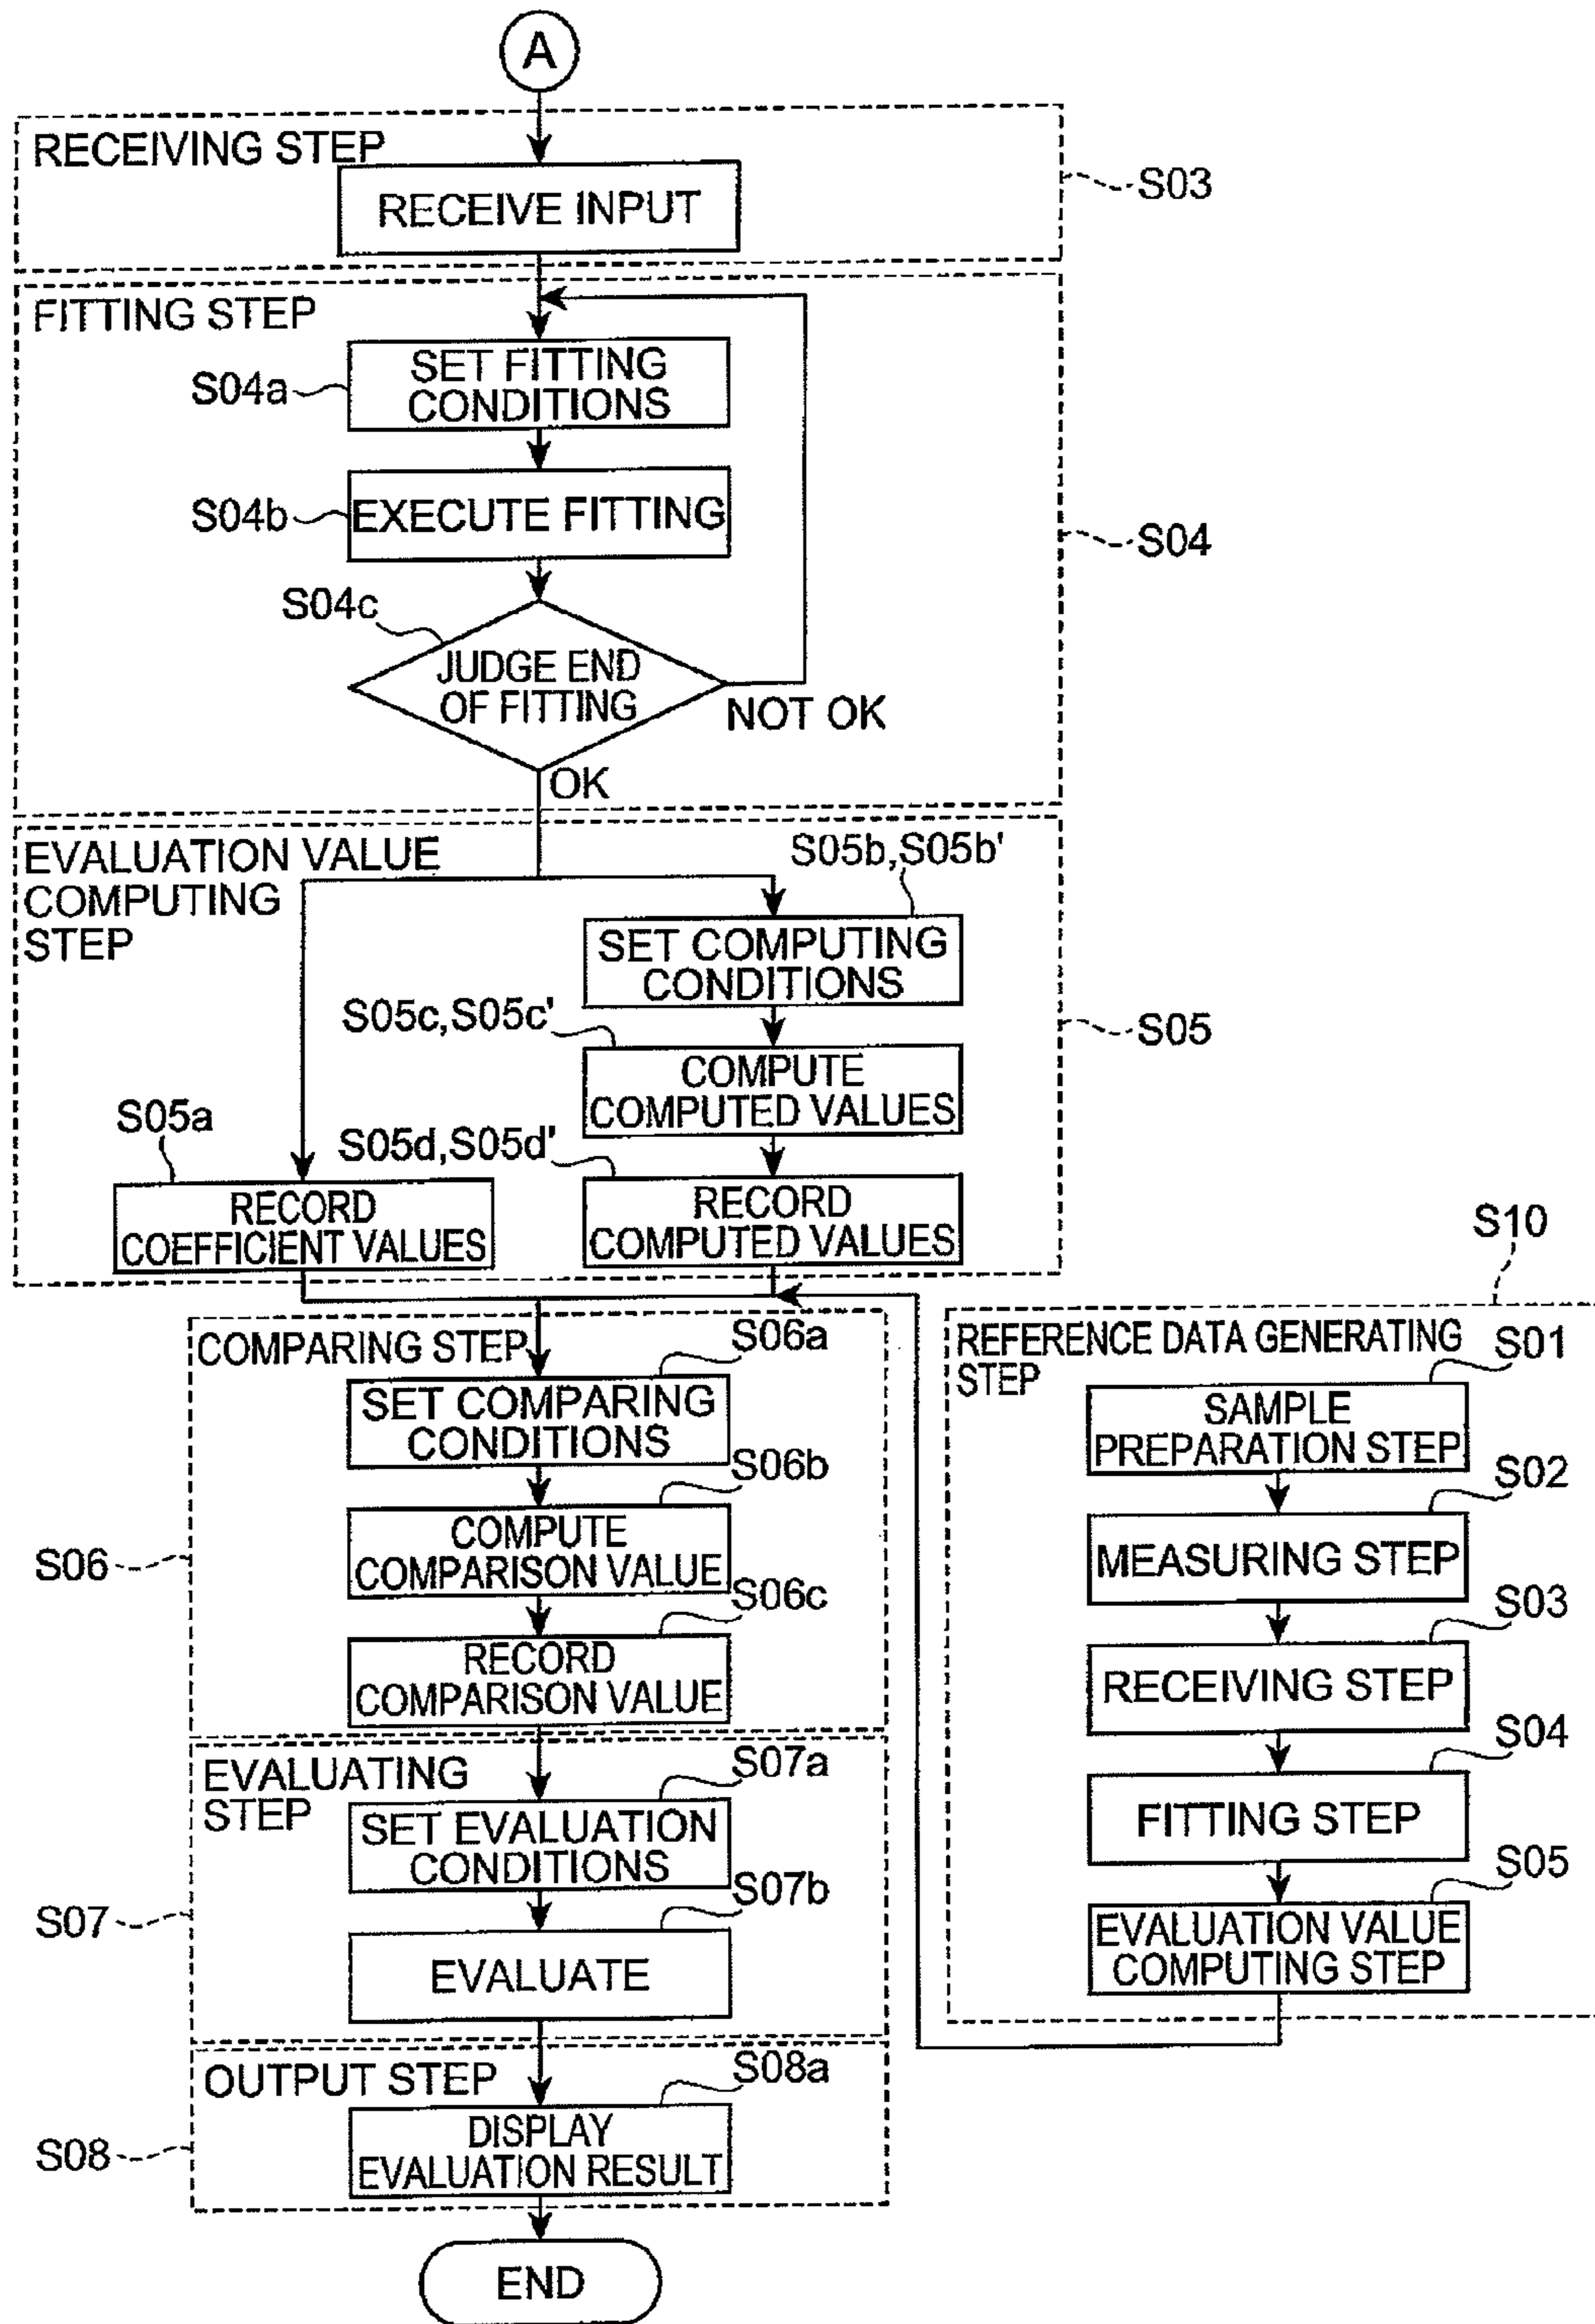 A
RECEIVING STEP
RECEIVE INPUT
S03
FITTING STEP
S04a
SET FITTING
CONDITIONS
S04b
EXECUTE FITTING
S04
S04c
JUDGE END
OF FITTING
NOT OK
OK
EVALUATION VALUE
COMPUTING
STEP
S05b,S05b'
SET COMPUTING
CONDITIONS
S05c,S05c'
S05
COMPUTE
COMPUTED VALUES
S05a
S05d,S05d'
RECORD
COEFFICIENT VALUES
RECORD
COMPUTED VALUES
S10
COMPARING STEP
S06a
SET COMPARING
CONDITIONS
S06b
S06
COMPUTE
COMPARISON VALUE
S06c
RECORD
COMPARISON VALUE
EVALUATING
STEP
S07a
SET EVALUATION
CONDITIONS
S07b
S07
EVALUATE
OUTPUT STEP
S08a
S08
DISPLAY
EVALUATION RESULT
END
REFERENCE DATA GENERATING
STEP
S01
SAMPLE
PREPARATION STEP
S02
MEASURING STEP
S03
RECEIVING STEP
S04
FITTING STEP
S05
EVALUATION VALUE
COMPUTING STEP